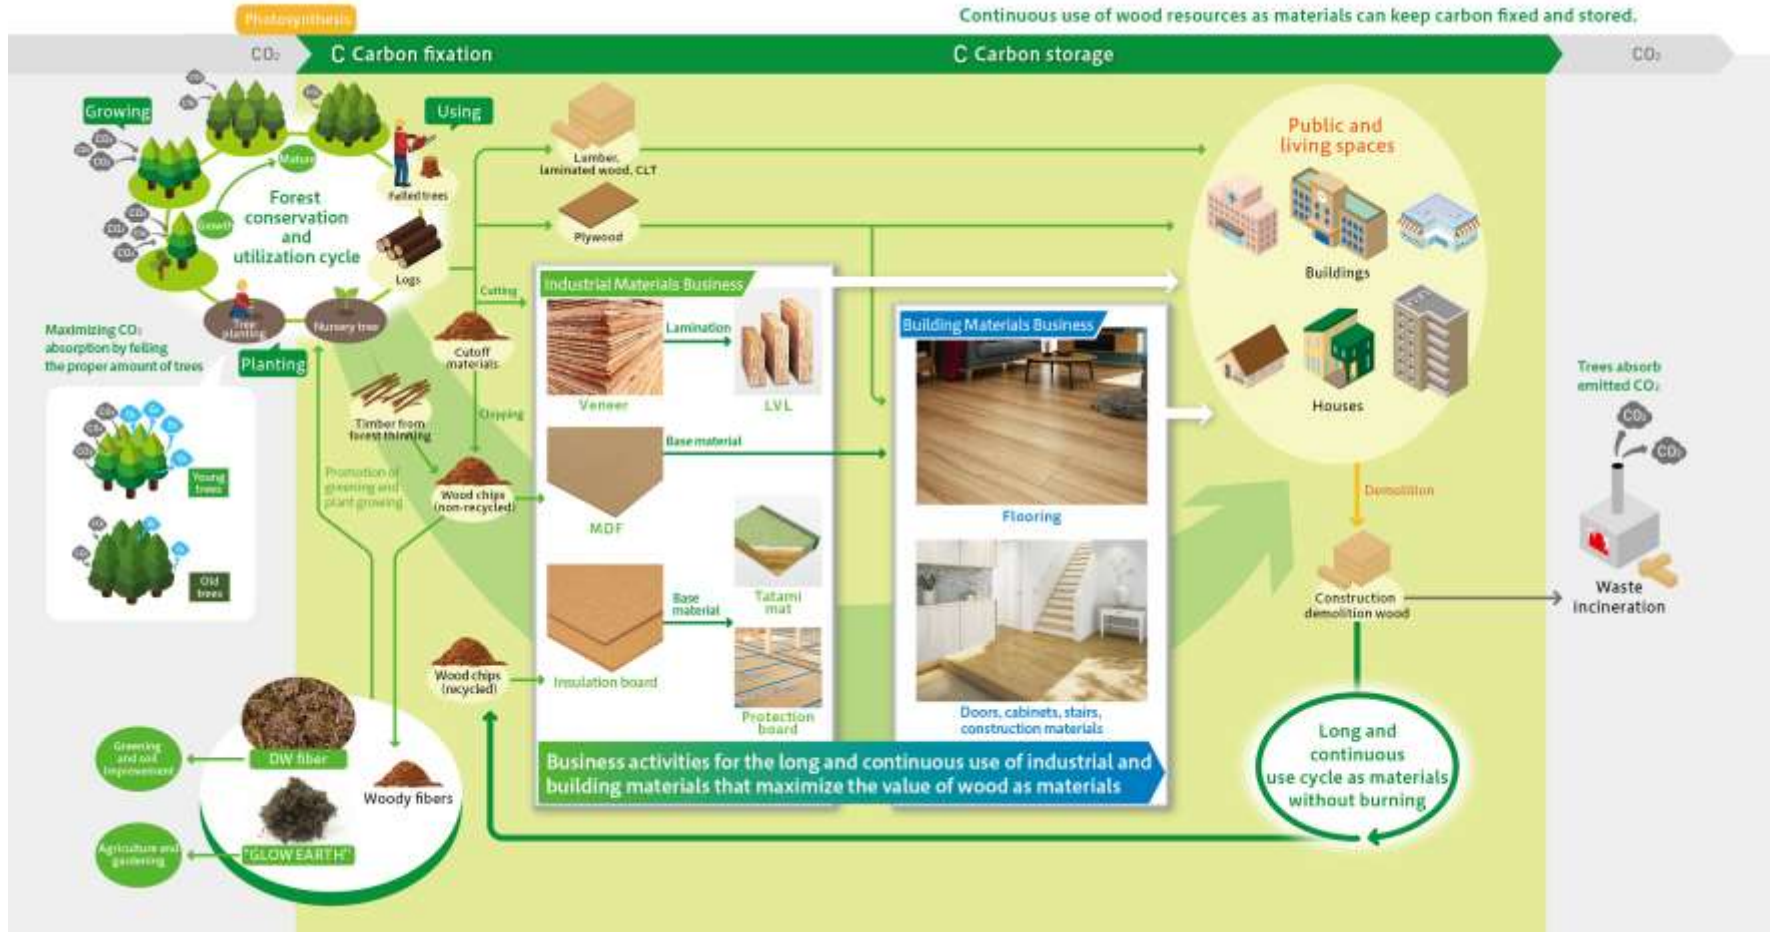 Photosynthesis
Continuous use of wood resources as materials can keep carbon fixed and stored.
CO₂
C Carbon fixation
C Carbon storage
CO₂
Growing
Using
Mature
Growth
Forest
conservation
and
utilization cycle
Felled trees
Logs
Tree
planting
Nursery tree
Planting
Maximizing CO₂
absorption by felling
the proper amount of trees
Young
trees
Old
trees
Lumber,
laminated wood, CLT
Plywood
Cutting
Cutoff
materials
Chipping
Timber from
forest thinning
Promotion of
greening and
plant growing
Wood chips
(non-recycled)
Wood chips
(recycled)
Industrial Materials Business
Veneer
Lamination
LVL
MDF
Base material
Insulation board
Base
material
Tatami
mat
Protection
board
Building Materials Business
Flooring
Doors, cabinets, stairs,
construction materials
Business activities for the long and continuous use of industrial and
building materials that maximize the value of wood as materials
Public and
living spaces
Buildings
Houses
Demolition
Construction
demolition wood
Long and
continuous
use cycle as materials
without burning
Trees absorb
emitted CO₂
CO₂
CO₂
Waste
incineration
Greening
and soil
improvement
DW fiber
Woody fibers
Agriculture and
gardening
"GLOW EARTH"